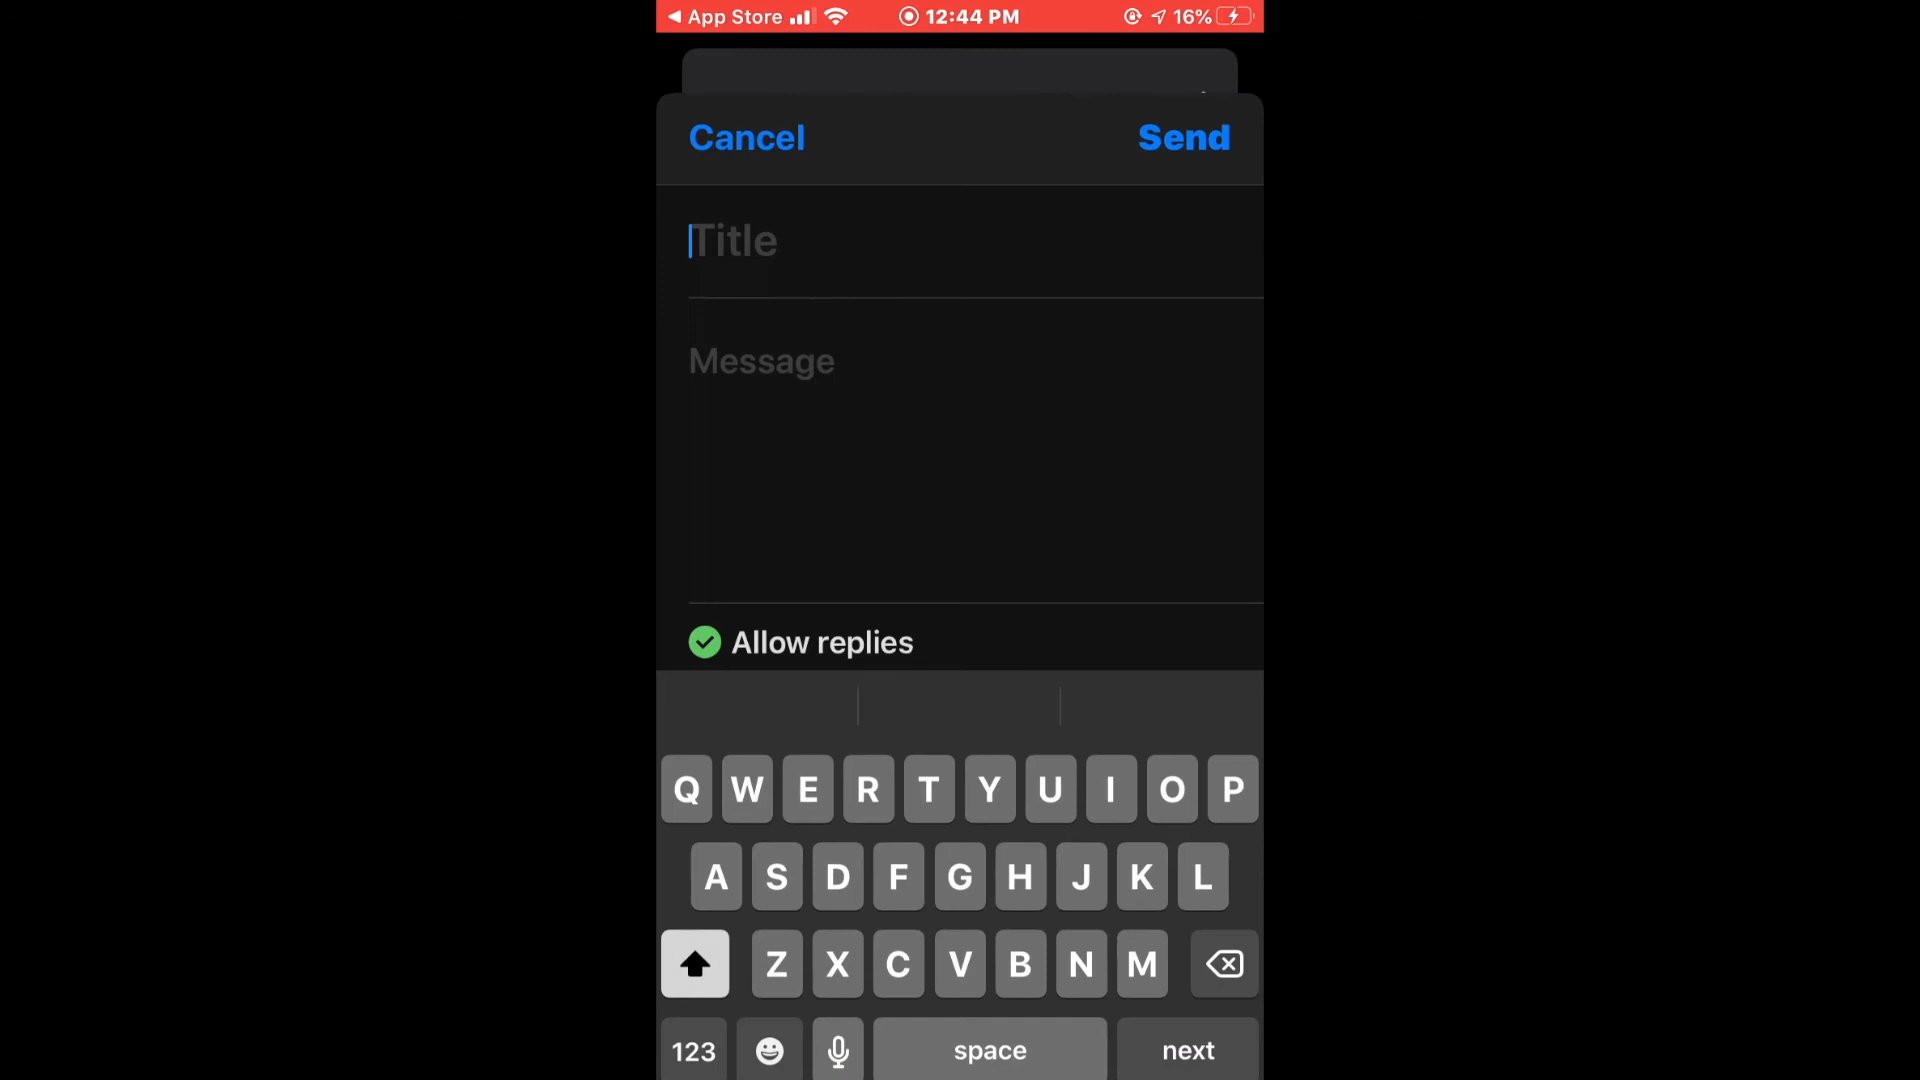 App Store 12:44 PM 16%
Cancel Send
Title
Message
Allow replies
Q W E R T Y U I O P
A S D F G H J K L
Z X C V B N M
123 space next